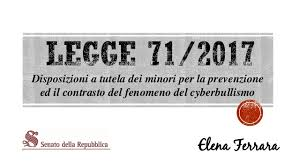 LEGGE 71/2017
Disposizioni a tutela dei minori per la prevenzione
ed il contrasto del fenomeno del cyberbullismo
Senato della Repubblica
Elena Ferrara